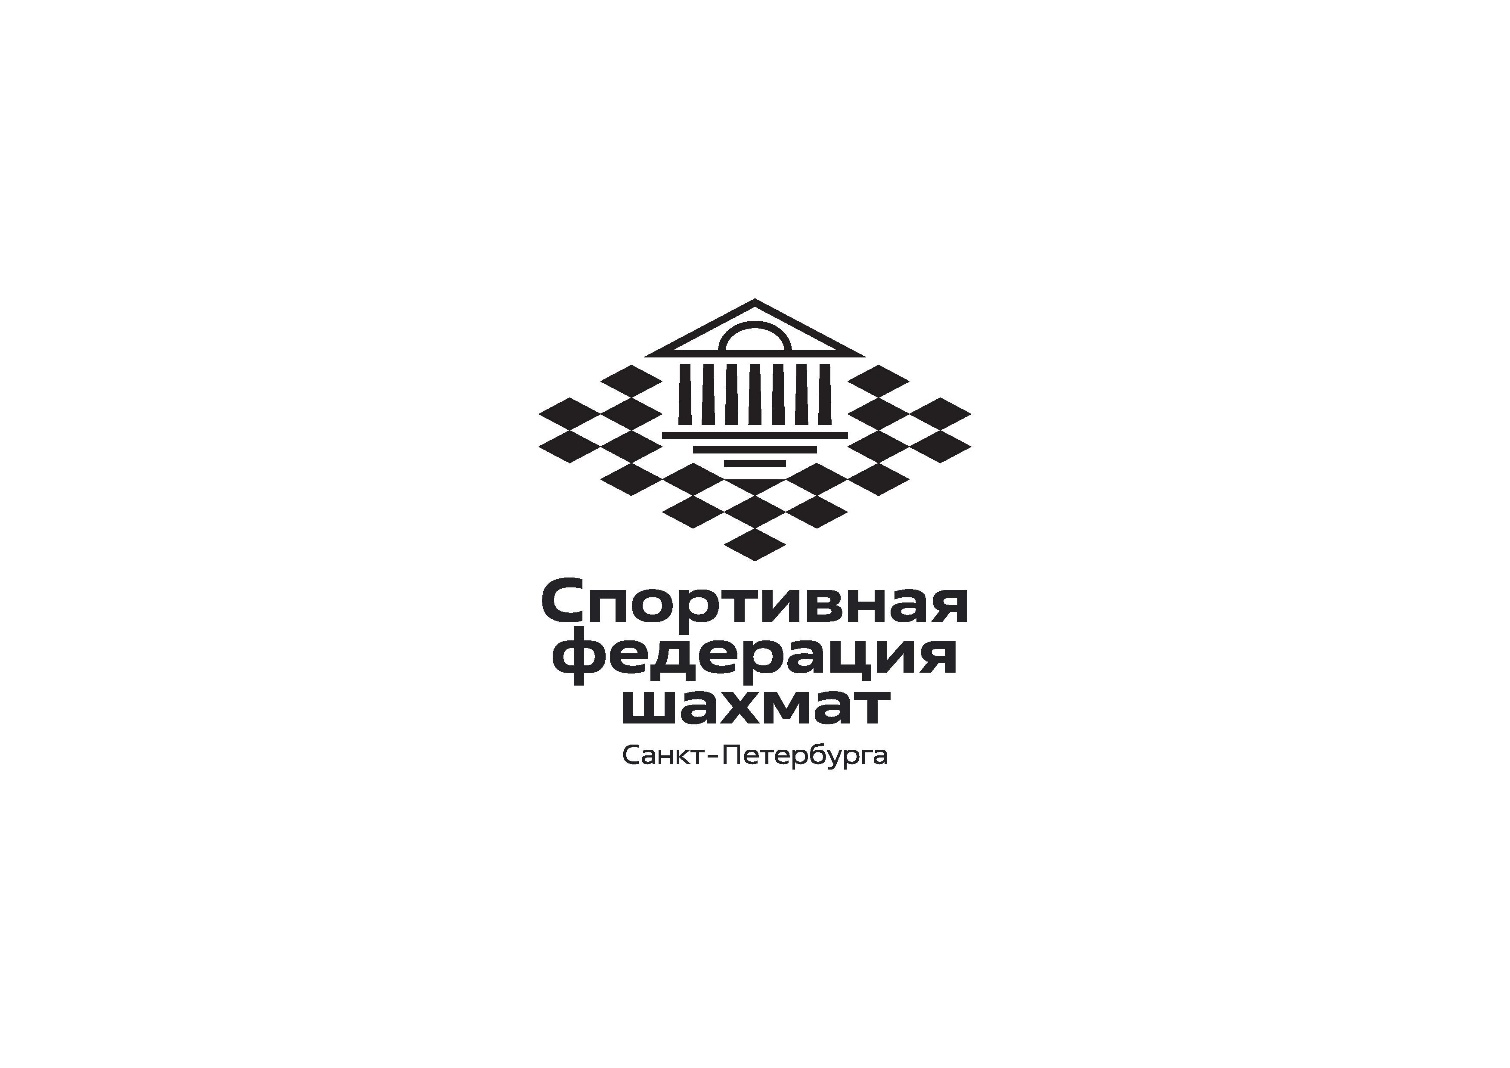 Спортивная
федерация
шахмат
Санкт-Петербурга